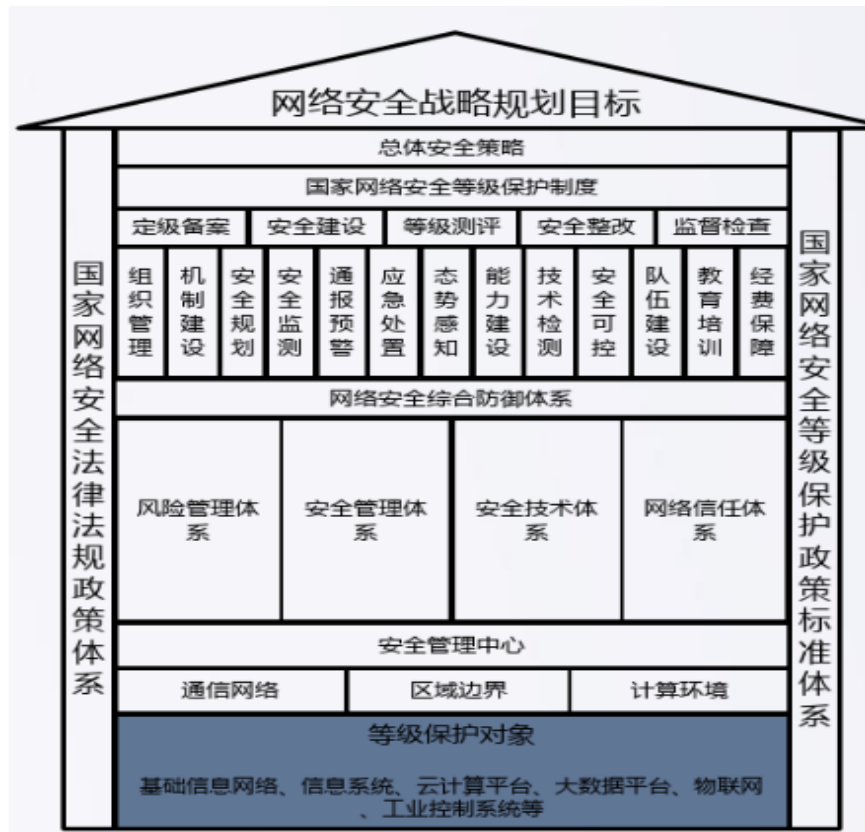 网络安全战略规划目标
总体安全策略
国家网络安全等级保护制度
定级备案
安全建设
等级测评
安全整改
监督检查
国家网络安全法律法规政策体系
组织管理
机制建设
安全规划
安全监测
通报预警
应急处置
态势感知
能力建设
技术检测
安全可控
队伍建设
教育培训
经费保障
国家网络安全等级保护政策标准体系
网络安全综合防御体系
风险管理体
系
安全管理体
系
安全技术体
系
网络信任体
系
安全管理中心
通信网络
区域边界
计算环境
等级保护对象
基础信息网络、信息系统、云计算平台、大数据平台、物联网
、工业控制系统等